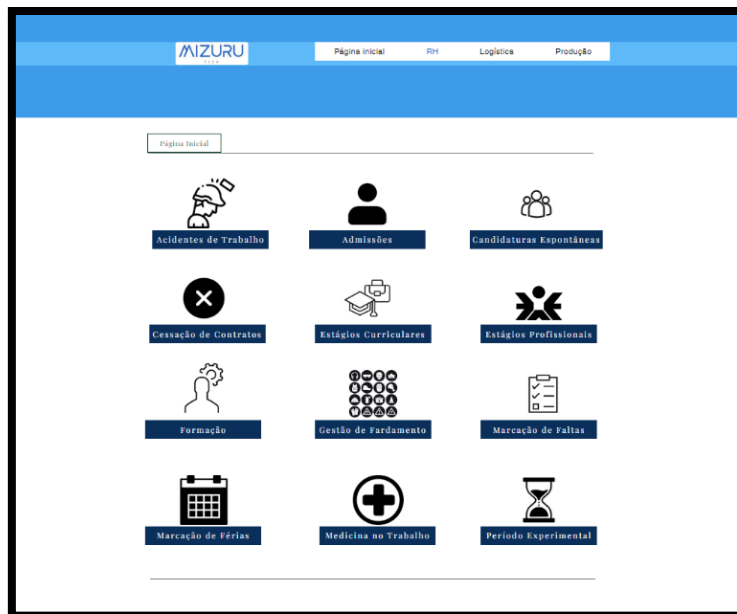 MIZURU
Página inicial RH Logística Produção
Página Inicial
Acidentes de Trabalho Admissões Candidaturas Espontâneas
Cessação de Contratos Estágios Curriculares Estágios Profissionais
Formação Gestão de Fardamento Marcação de Faltas
Marcação de Férias Medicina no Trabalho Período Experimental